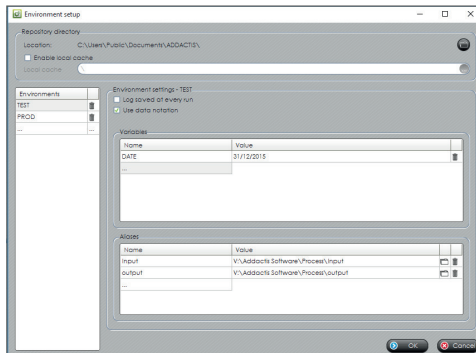 Environment setup
Repository directory
Location: C:\Users\Public\Documents\ADDACTIS\
Enable local cache
Local cache \
Environments
TEST
PROD
... ...
Environment settings - TEST
Log saved at every run
Use data notation
Variables
Name Value
DATE 31/12/2015
...
Aliases
Name Value
Input V:\Addactis Software\Process\Input
output V:\Addactis Software\Process\output
...
OK Cancel